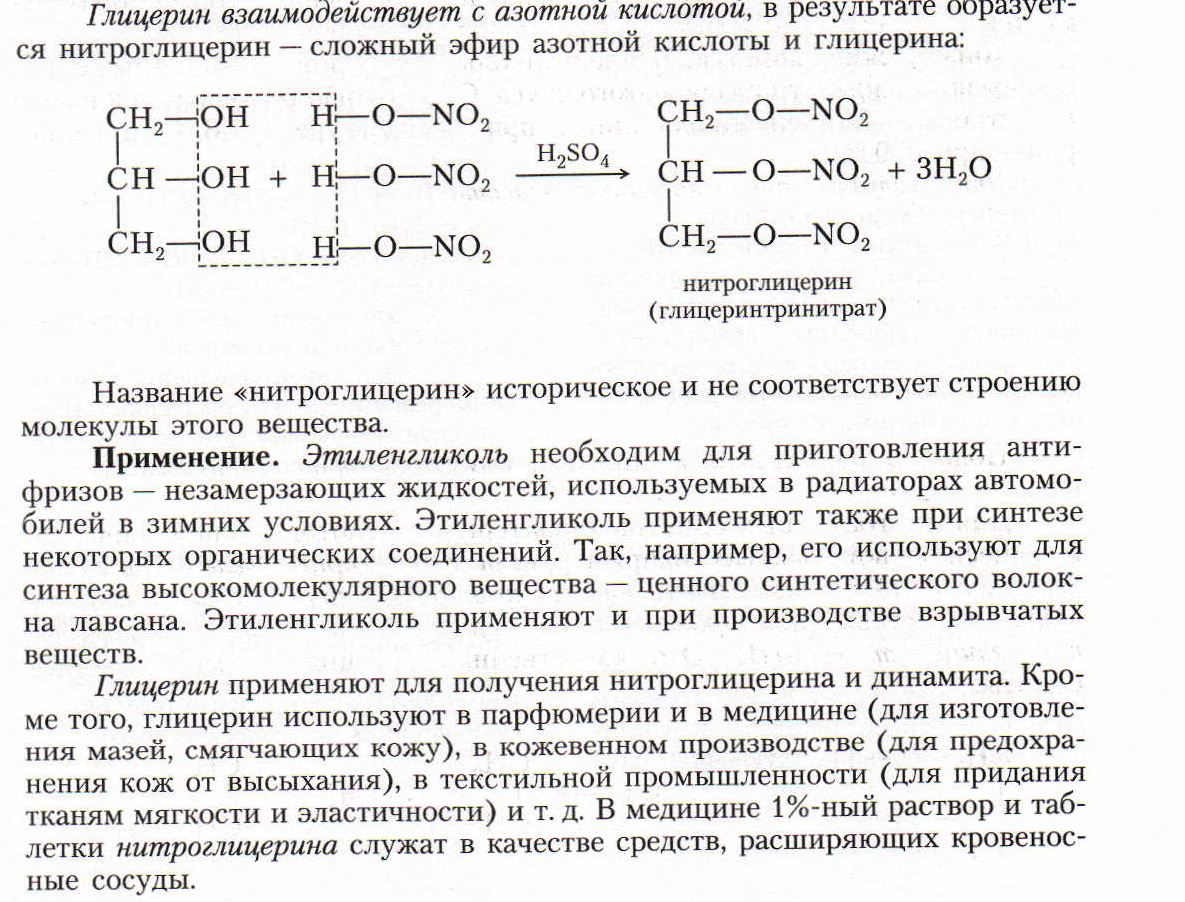 Глицерин взаимодействует с азотной кислотой, в результате образует-
ся нитроглицерин — сложный эфир азотной кислоты и глицерина:
CH₂—OH H—O—NO₂ CH₂—O—NO₂
CH—OH + H—O—NO₂ H₂SO₄ → CH—O—NO₂ + 3H₂O
CH₂—OH H—O—NO₂ CH₂—O—NO₂
нитроглицерин
(глицеринтринитрат)
Название «нитроглицерин» историческое и не соответствует строению
молекулы этого вещества.
Применение. Этиленгликоль необходим для приготовления анти-
фризов — незамерзающих жидкостей, используемых в радиаторах автомо-
билей в зимних условиях. Этиленгликоль применяют также при синтезе
некоторых органических соединений. Так, например, его используют для
синтеза высокомолекулярного вещества — ценного синтетического волок-
на лавсана. Этиленгликоль применяют и при производстве взрывчатых
веществ.
Глицерин применяют для получения нитроглицерина и динамита. Кро-
ме того, глицерин используют в парфюмерии и в медицине (для изготовле-
ния мазей, смягчающих кожу), в кожевенном производстве (для предохра-
нения кож от высыхания), в текстильной промышленности (для придания
тканям мягкости и эластичности) и т. д. В медицине 1%-ный раствор и таб-
летки нитроглицерина служат в качестве средств, расширяющих кровенос-
ные сосуды.